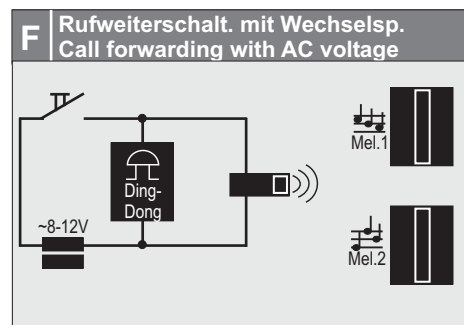 F
Rufweiterschalt. mit Wechselsp.
Call forwarding with AC voltage
Mel.1
Ding-
Dong
~8-12V
Mel.2